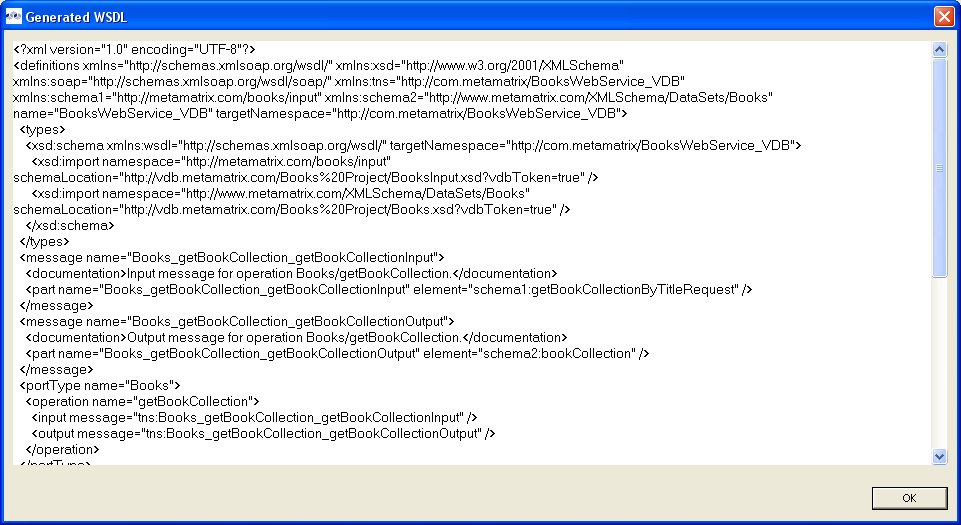 Generated WSDL
<?xml version="1.0" encoding="UTF-8"?>
<definitions xmlns="http://schemas.xmlsoap.org/wsdl/" xmlns:xsd="http://www.w3.org/2001/XMLSchema"
xmlns:soap="http://schemas.xmlsoap.org/wsdl/soap/" xmlns:tns="http://com.metamatrix/BooksWebService_VDB"
xmlns:schema1="http://metamatrix.com/books/input" xmlns:schema2="http://www.metamatrix.com/XMLSchema/DataSets/Books"
name="BooksWebService_VDB" targetNamespace="http://com.metamatrix/BooksWebService_VDB">
<types>
<xsd:schema xmlns:wsdl="http://schemas.xmlsoap.org/wsdl/" targetNamespace="http://com.metamatrix/BooksWebService_VDB">
<xsd:import namespace="http://metamatrix.com/books/input"
schemaLocation="http://vdb.metamatrix.com/Books%20Project/BooksInput.xsd?vdbToken=true" />
<xsd:import namespace="http://www.metamatrix.com/XMLSchema/DataSets/Books"
schemaLocation="http://vdb.metamatrix.com/Books%20Project/Books.xsd?vdbToken=true" />
</xsd:schema>
</types>
<message name="Books_getBookCollection_getBookCollectionInput">
<documentation>Input message for operation Books/getBookCollection.</documentation>
<part name="Books_getBookCollection_getBookCollectionInput" element="schema1:getBookCollectionByTitleRequest" />
</message>
<message name="Books_getBookCollection_getBookCollectionOutput">
<documentation>Output message for operation Books/getBookCollection.</documentation>
<part name="Books_getBookCollection_getBookCollectionOutput" element="schema2:bookCollection" />
</message>
<portType name="Books">
<operation name="getBookCollection">
<input message="tns:Books_getBookCollection_getBookCollectionInput" />
<output message="tns:Books_getBookCollection_getBookCollectionOutput" />
</operation>
</portType>
OK